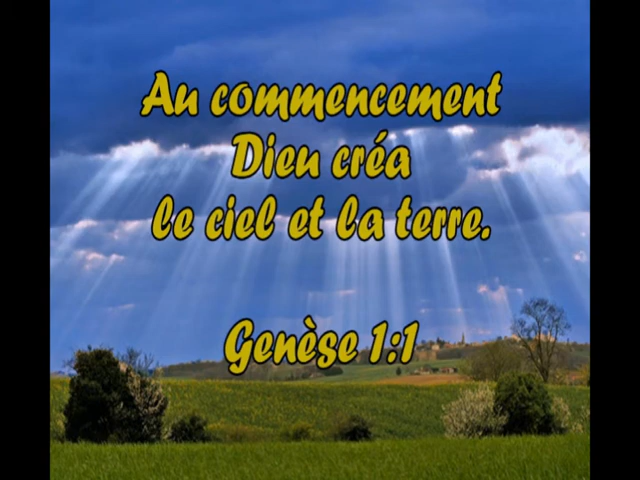 Au commencement
Dieu créa
le ciel et la terre.
Genèse 1:1